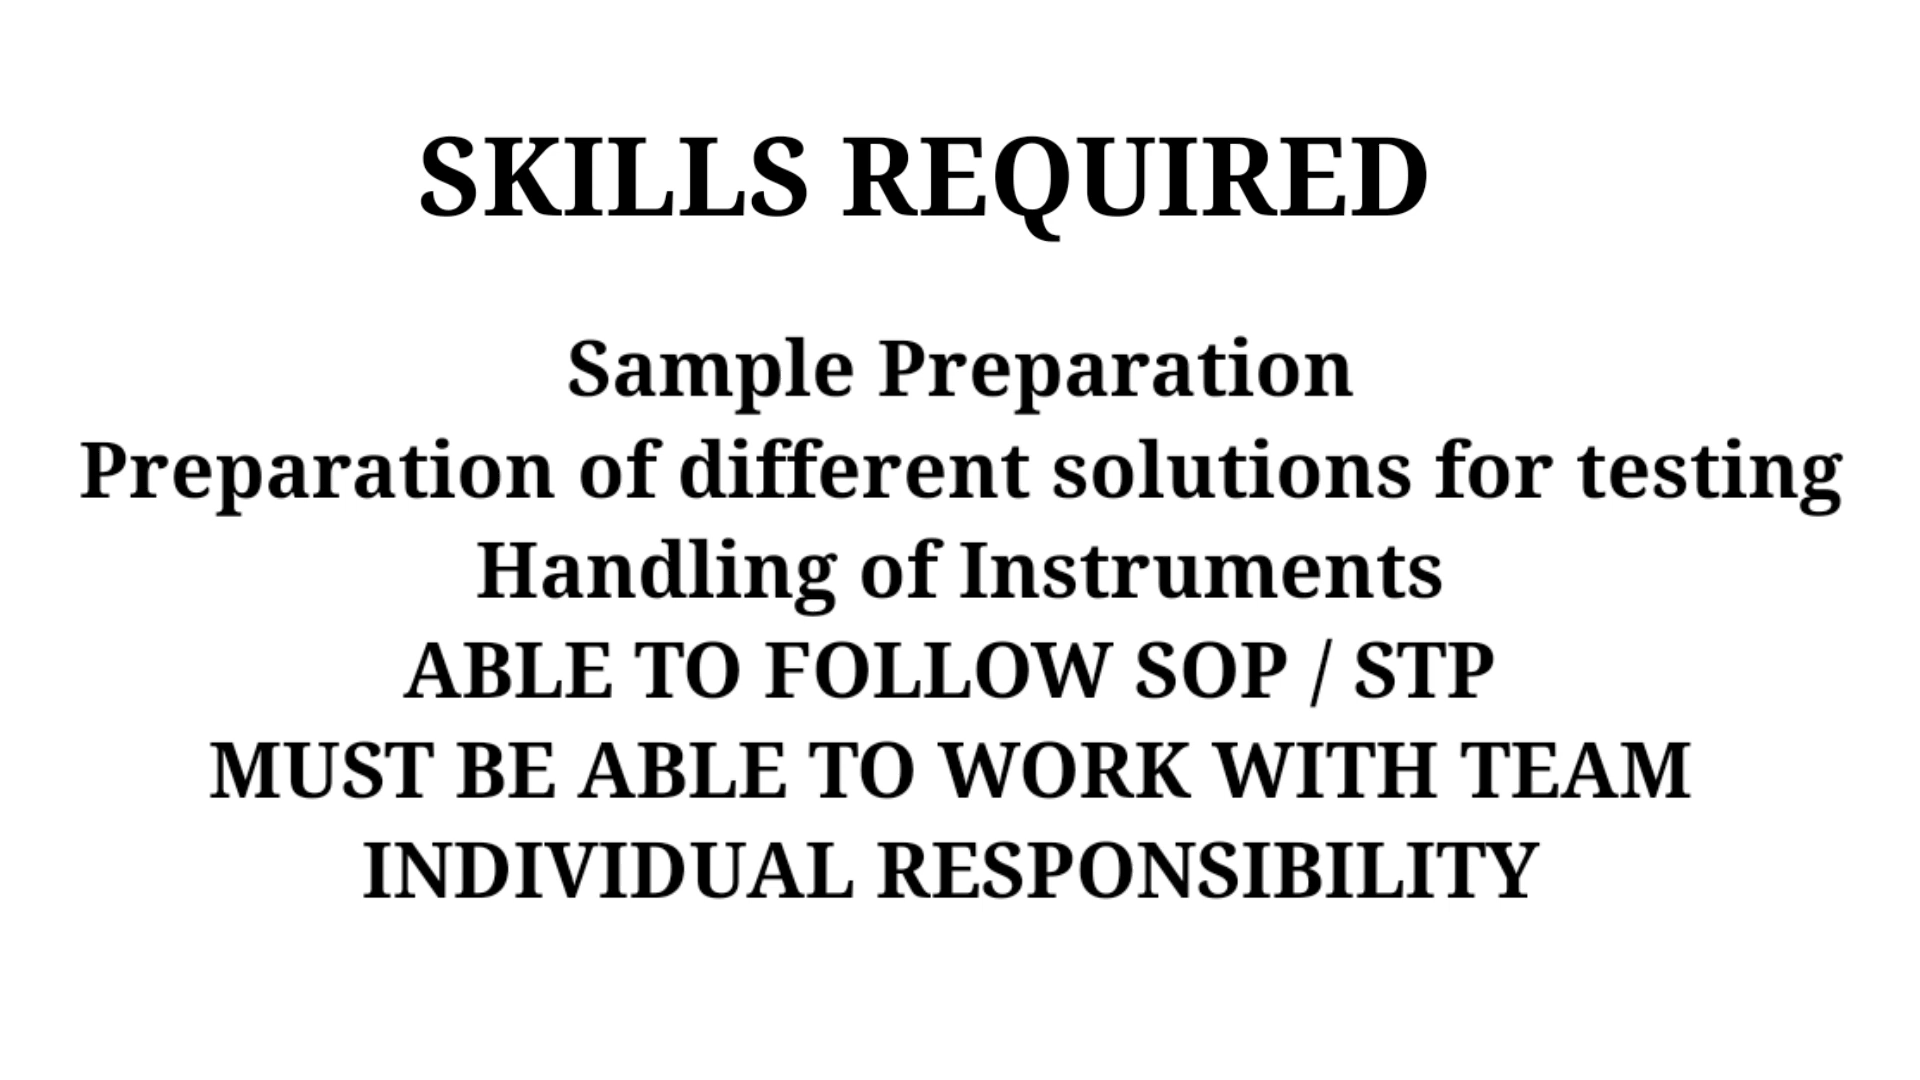 SKILLS REQUIRED
Sample Preparation
Preparation of different solutions for testing
Handling of Instruments
ABLE TO FOLLOW SOP / STP
MUST BE ABLE TO WORK WITH TEAM
INDIVIDUAL RESPONSIBILITY